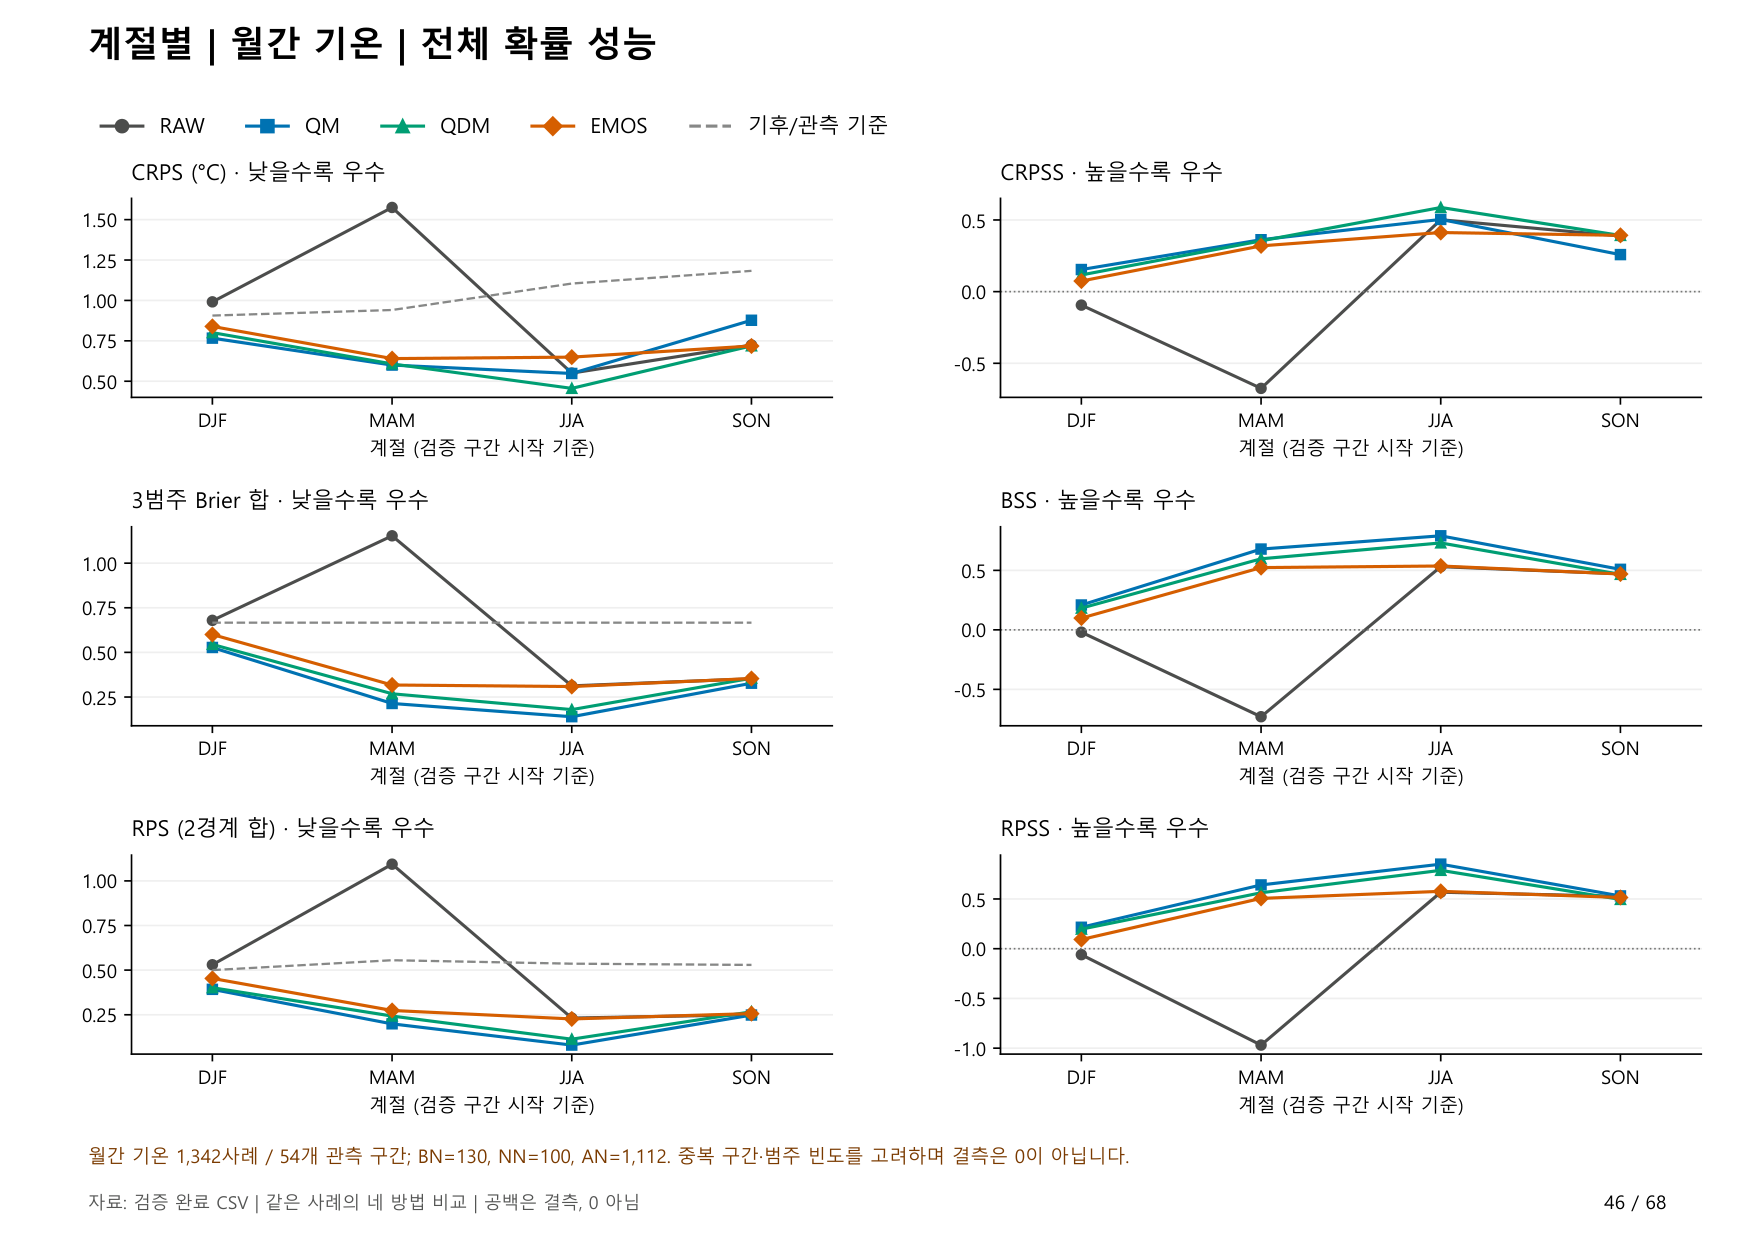 계절별 | 월간 기온 | 전체 확률 성능
RAW QM QDM EMOS 기후/관측 기준
CRPS (°C) · 낮을수록 우수
1.50
1.25
1.00
0.75
0.50
DJF MAM JJA SON
계절 (검증 구간 시작 기준)
CRPSS · 높을수록 우수
0.5
0.0
-0.5
DJF MAM JJA SON
계절 (검증 구간 시작 기준)
3범주 Brier 합 · 낮을수록 우수
1.00
0.75
0.50
0.25
DJF MAM JJA SON
계절 (검증 구간 시작 기준)
BSS · 높을수록 우수
0.5
0.0
-0.5
DJF MAM JJA SON
계절 (검증 구간 시작 기준)
RPS (2경계 합) · 낮을수록 우수
1.00
0.75
0.50
0.25
DJF MAM JJA SON
계절 (검증 구간 시작 기준)
RPSS · 높을수록 우수
0.5
0.0
-0.5
-1.0
DJF MAM JJA SON
계절 (검증 구간 시작 기준)
월간 기온 1,342사례 / 54개 관측 구간; BN=130, NN=100, AN=1,112. 중복 구간·범주 빈도를 고려하며 결측은 0이 아닙니다.
자료: 검증 완료 CSV | 같은 사례의 네 방법 비교 | 공백은 결측, 0 아님
46 / 68